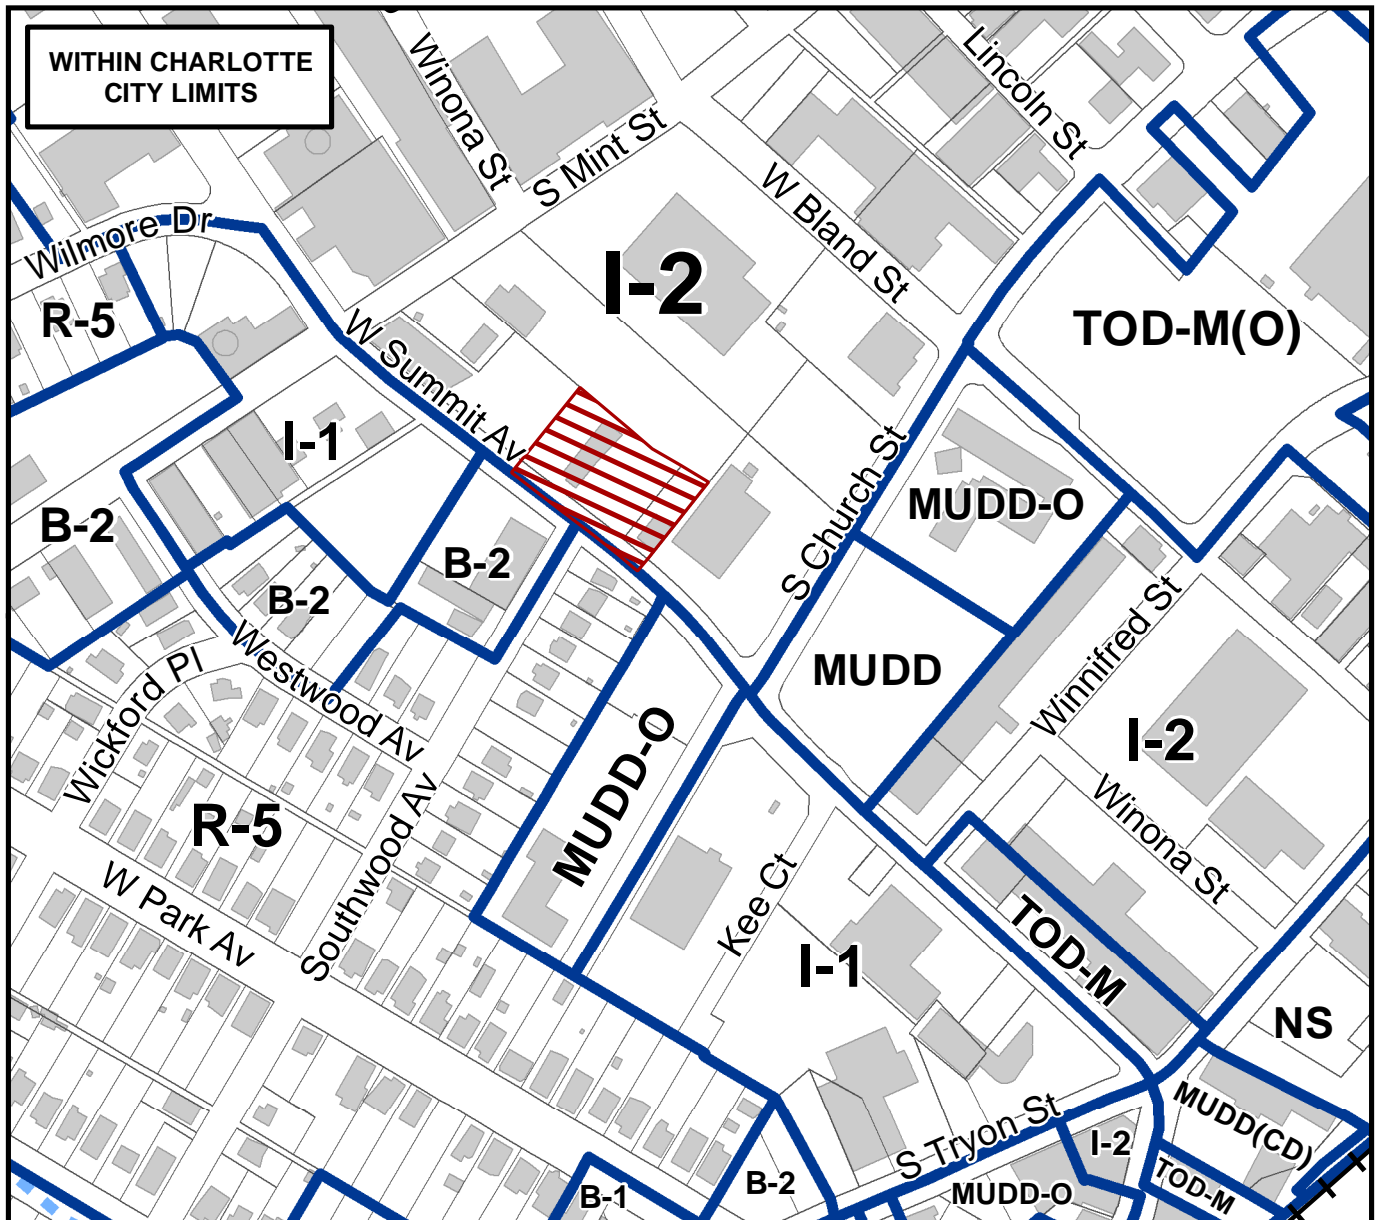 WITHIN CHARLOTTE
CITY LIMITS
Winona St
S Mint St
Lincoln St
W Bland St
Wilmore Dr
I-2
R-5
TOD-M(O)
W Summit Av
I-1
S Church St
MUDD-O
B-2
B-2
B-2
Winnifred St
Westwood Av
Wickford Pl
MUDD
MUDD-O
I-2
Winona St
Southwood Av
R-5
W Park Av
Kee Ct
I-1
TOD-M
NS
S Tryon St
MUDD(CD)
I-2
TOD-M
B-2
B-1
MUDD-O